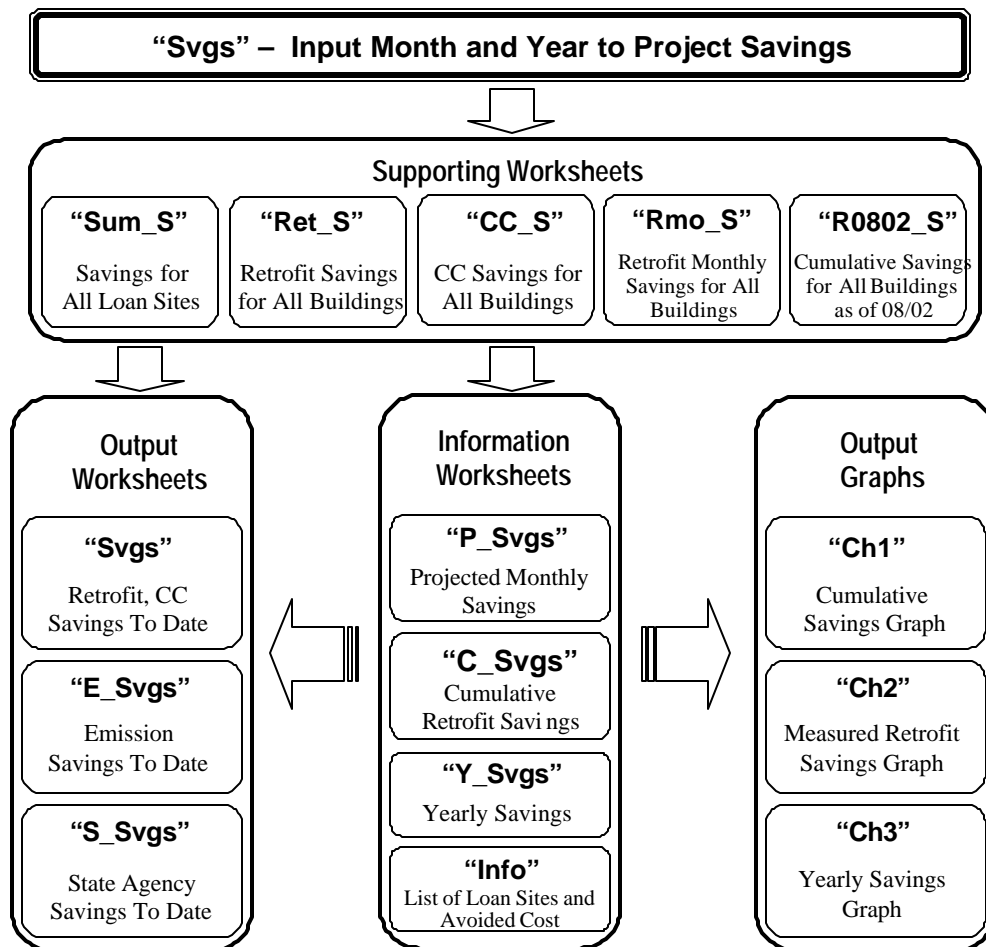 “Svgs” – Input Month and Year to Project Savings
Supporting Worksheets
“Sum_S”
Savings for
All Loan Sites
“Ret_S”
Retrofit Savings
for All Buildings
“CC_S”
CC Savings for
All Buildings
“Rmo_S”
Retrofit Monthly
Savings for All
Buildings
“R0802_S”
Cumulative Savings
for All Buildings
as of 08/02
Output
Worksheets
“Svgs”
Retrofit, CC
Savings To Date
“E_Svgs”
Emission
Savings To Date
“S_Svgs”
State Agency
Savings To Date
Information
Worksheets
“P_Svgs”
Projected Monthly
Savings
“C_Svgs”
Cumulative
Retrofit Savings
“Y_Svgs”
Yearly Savings
“Info”
List of Loan Sites and
Avoided Cost
Output
Graphs
“Ch1”
Cumulative
Savings Graph
“Ch2”
Measured Retrofit
Savings Graph
“Ch3”
Yearly Savings
Graph